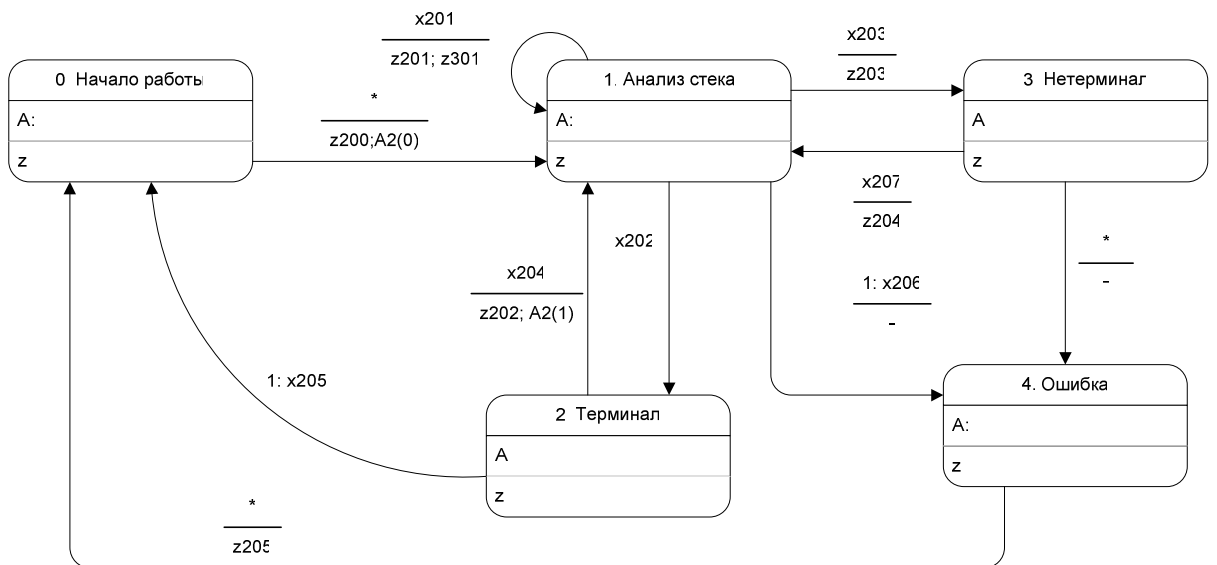 x201
z201; z301
x203
z203
0 Начало работы
A:
z
*
z200;A2(0)
1. Анализ стека
A:
z
3 Нетерминал
A
z
x207
z204
x202
*
-
x204
z202; A2(1)
1: x206
-
1: x205
2 Терминал
A
z
4. Ошибка
A:
z
*
z205